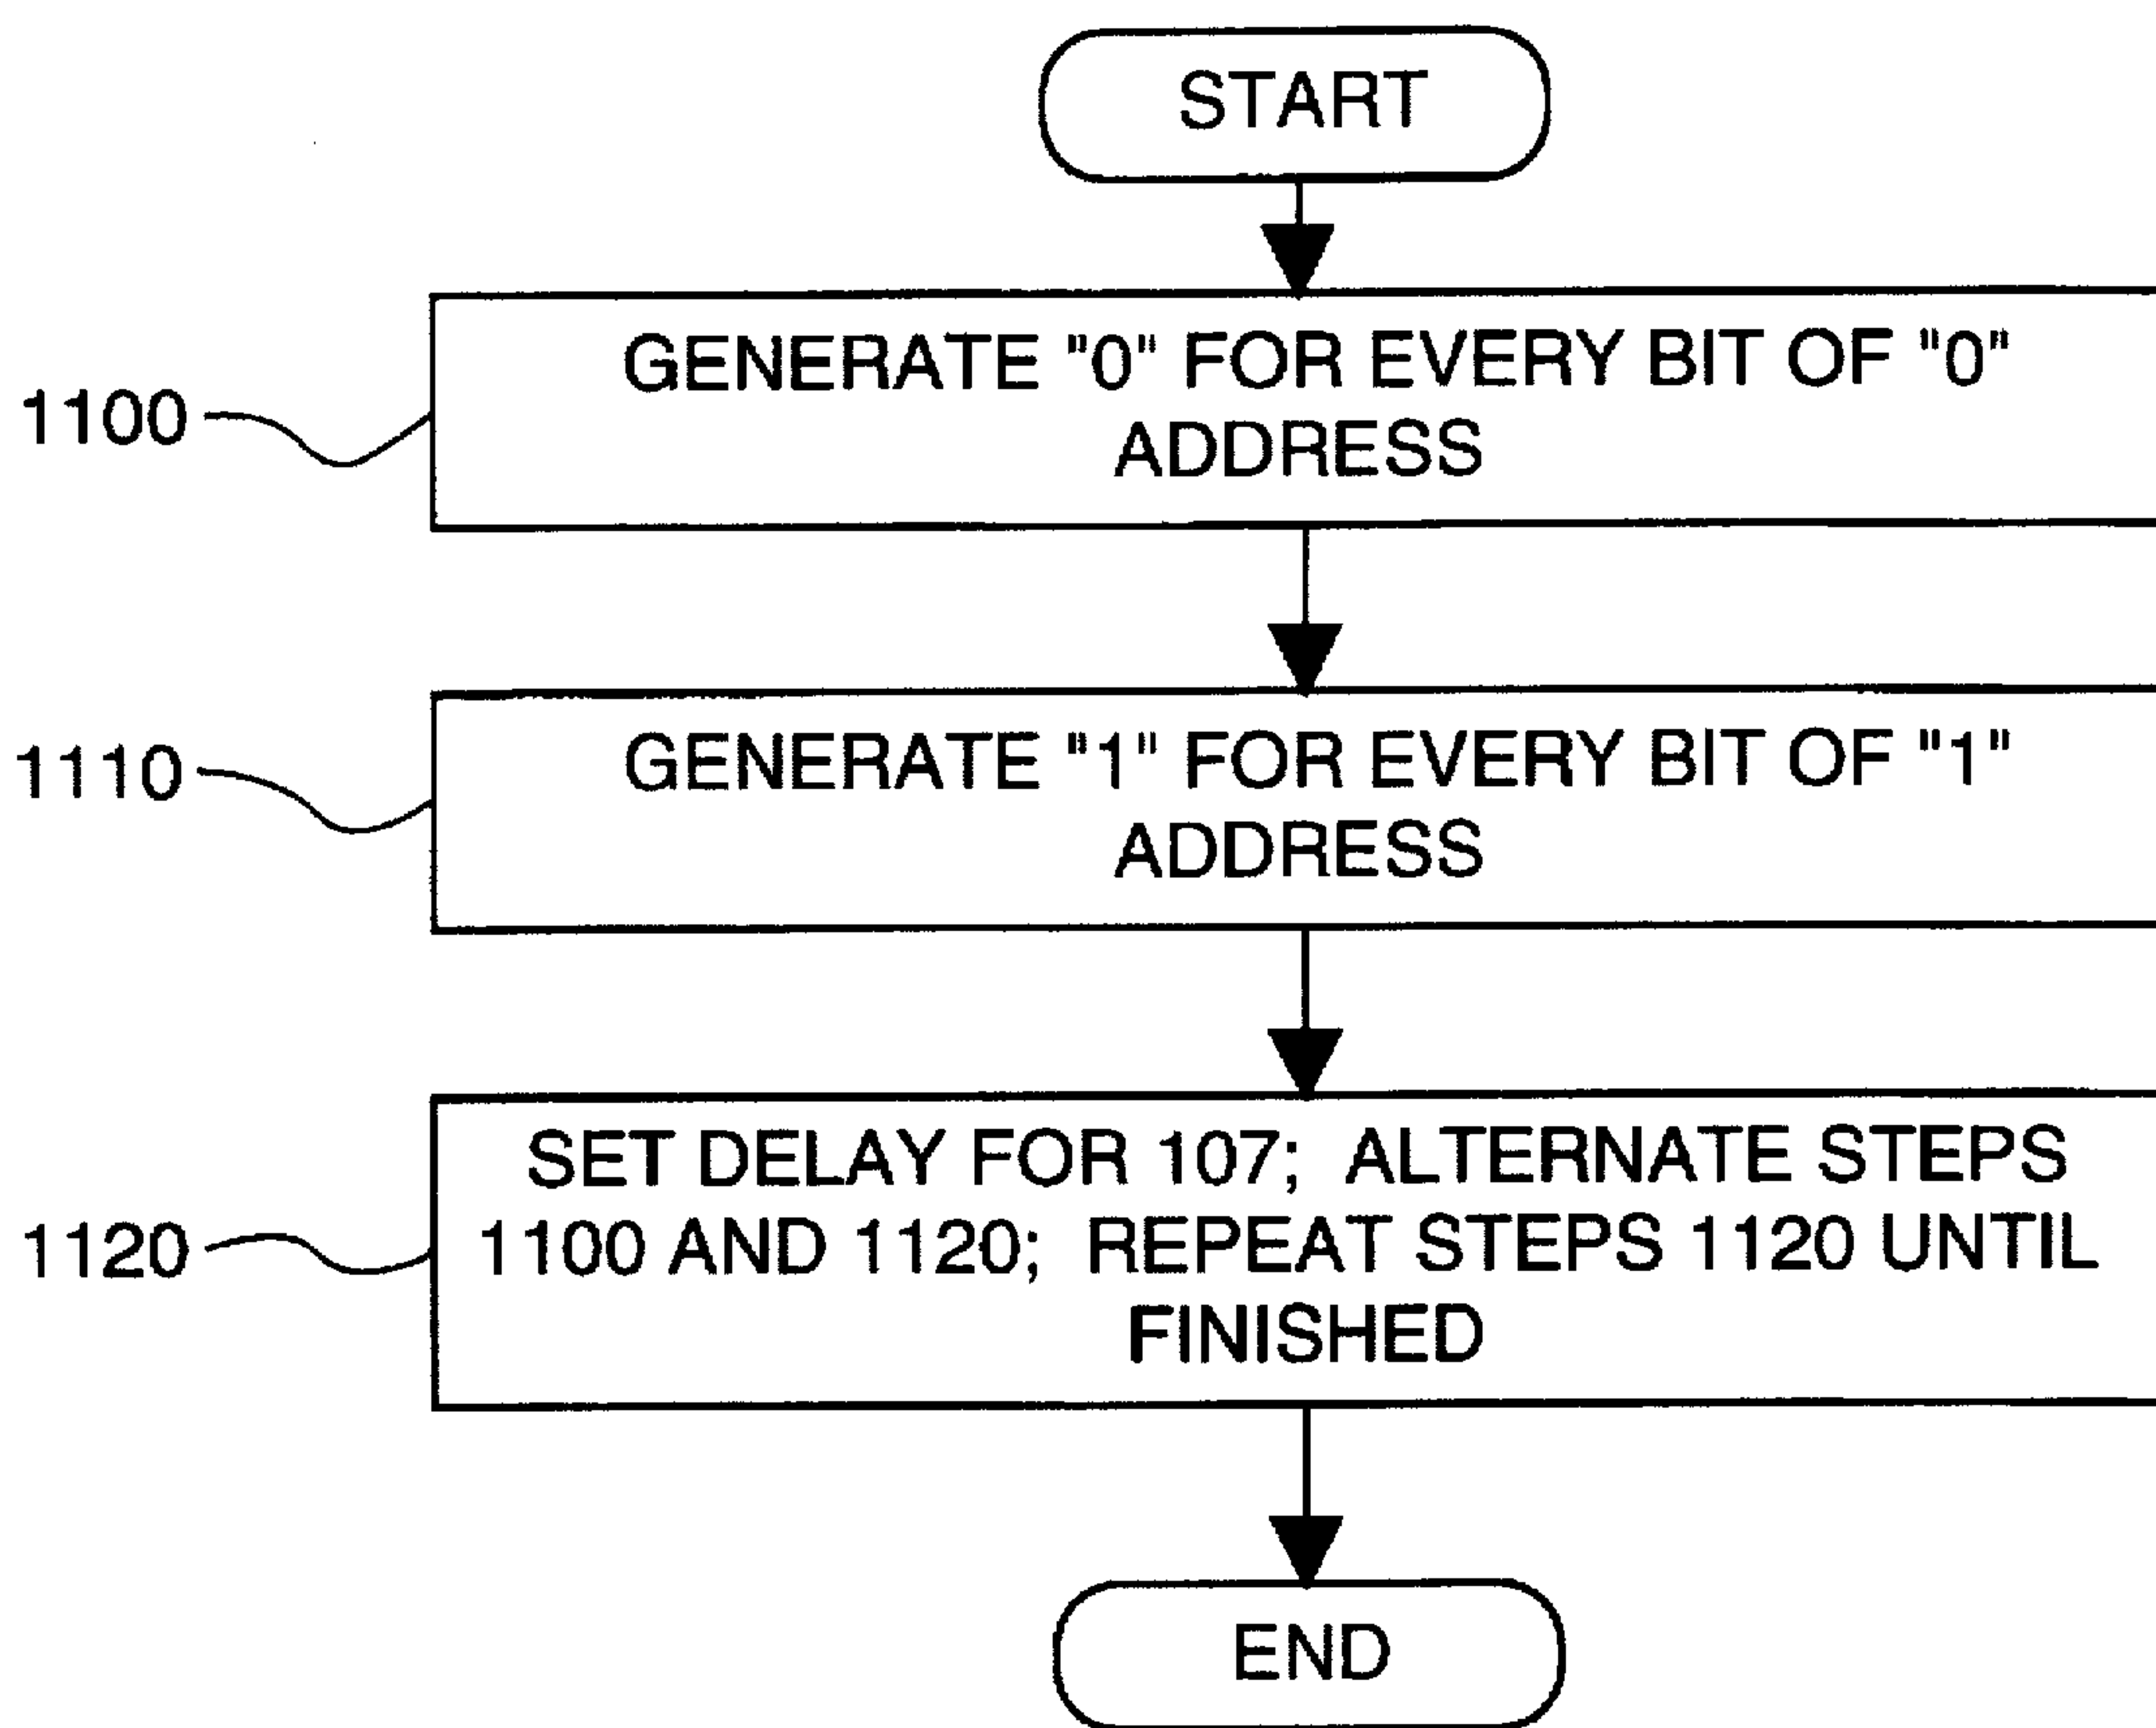 START
GENERATE "0" FOR EVERY BIT OF "0"
ADDRESS
1100
GENERATE "1" FOR EVERY BIT OF "1"
ADDRESS
1110
SET DELAY FOR 107; ALTERNATE STEPS
1100 AND 1120; REPEAT STEPS 1120 UNTIL
FINISHED
1120
END